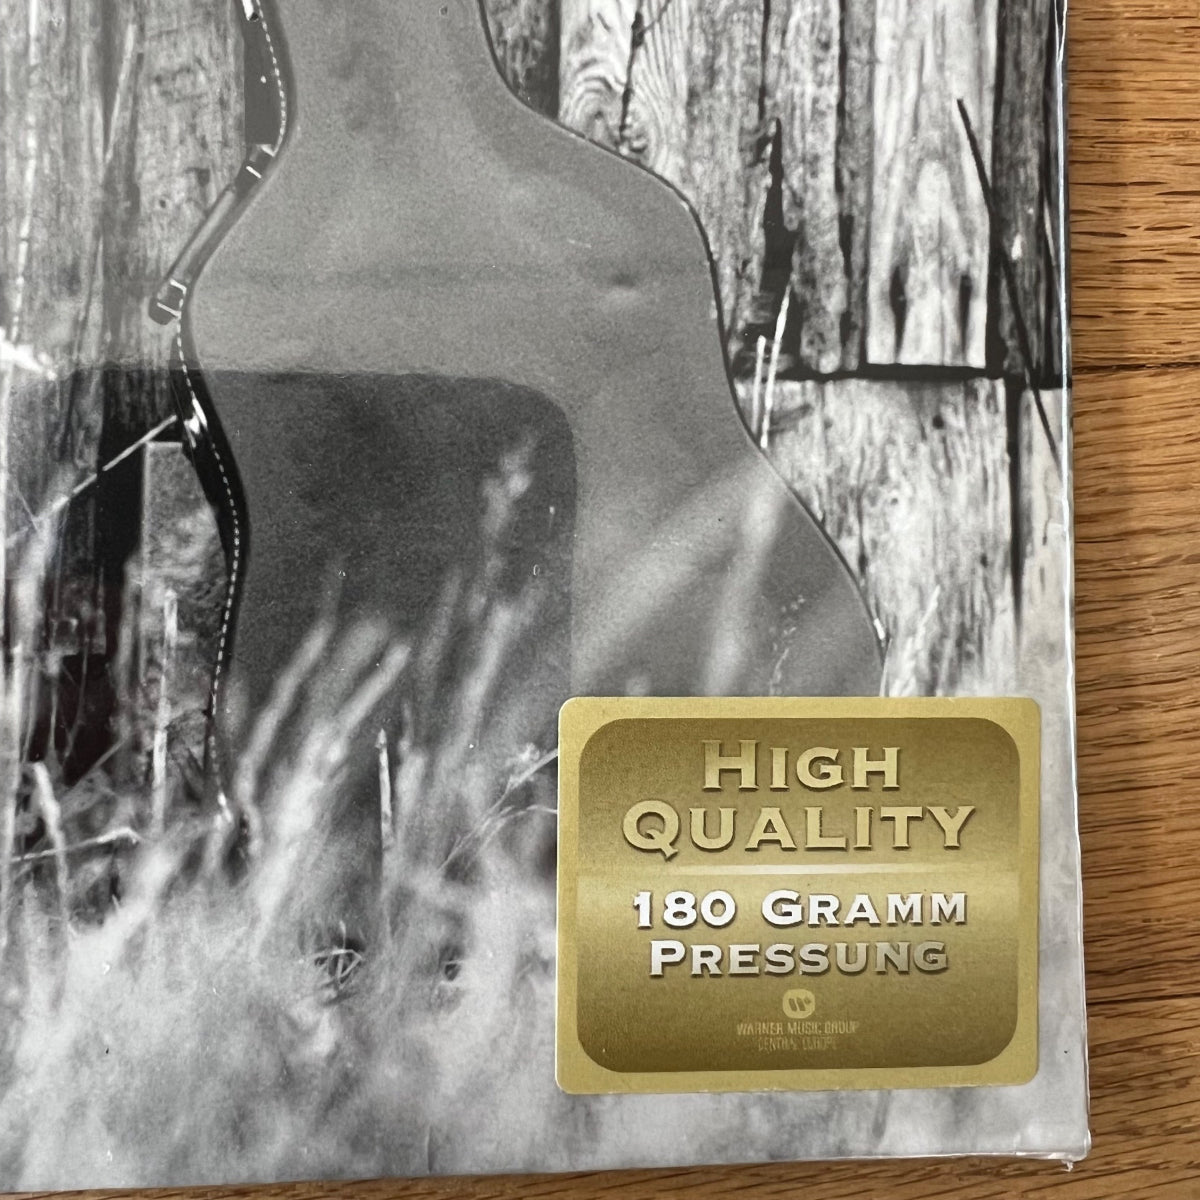 HIGH
QUALITY
180 GRAMM
PRESSUNG
WARNER MUSIC GROUP
CENTRAL EUROPE